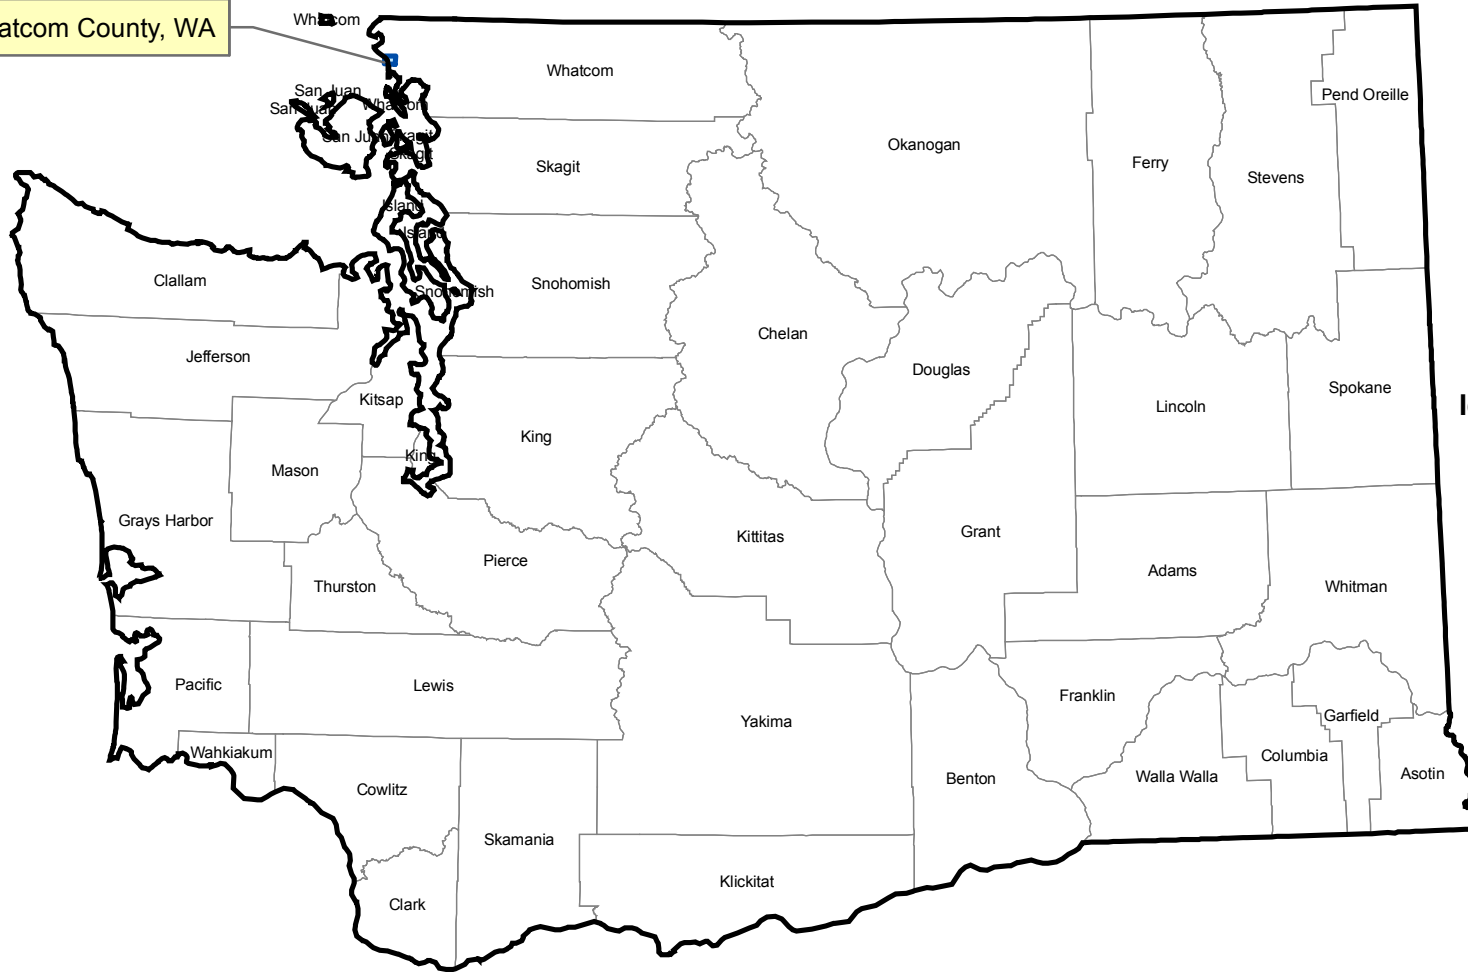 Whatcom
atcom County, WA
Whatcom
San Juan
Pend Oreille
San Juan
Whatcom
San Juan
Skagit
Okanogan
Skagit
Ferry
Skagit
Stevens
Island
Island
Clallam
Snohomish
Snohomish
Chelan
Jefferson
Douglas
Spokane
Kitsap
Lincoln
King
King
Mason
Grays Harbor
Grant
Kittitas
Pierce
Adams
Thurston
Whitman
Pacific
Lewis
Franklin
Garfield
Yakima
Wahkiakum
Columbia
Asotin
Walla Walla
Benton
Cowlitz
Skamania
Klickitat
Clark